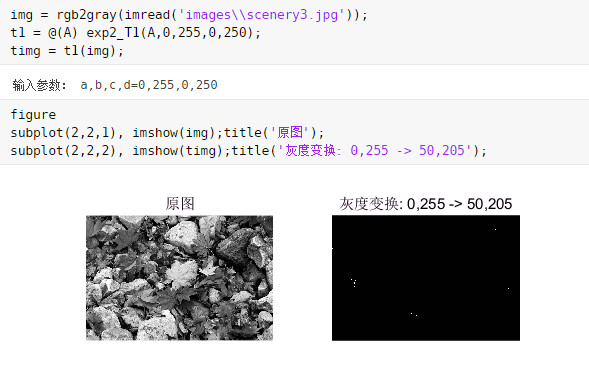 img = rgb2gray(imread('images\\scenery3.jpg'));
t1 = @(A) exp2_T1(A,0,255,0,250);
timg = t1(img);
输入参数: a,b,c,d=0,255,0,250
figure
subplot(2,2,1), imshow(img);title('原图');
subplot(2,2,2), imshow(timg);title('灰度变换: 0,255 -> 50,205');
原图
灰度变换: 0,255 -> 50,205